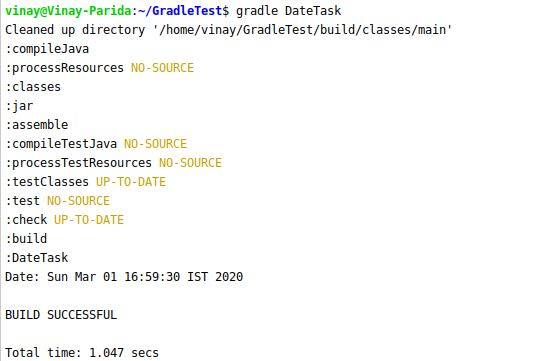 vinay@Vinay-Parida:~/GradleTest$ gradle DateTask
Cleaned up directory '/home/vinay/GradleTest/build/classes/main'
:compileJava
:processResources NO-SOURCE
:classes
:jar
:assemble
:compileTestJava NO-SOURCE
:processTestResources NO-SOURCE
:testClasses UP-TO-DATE
:test NO-SOURCE
:check UP-TO-DATE
:build
:DateTask
Date: Sun Mar 01 16:59:30 IST 2020
BUILD SUCCESSFUL
Total time: 1.047 secs